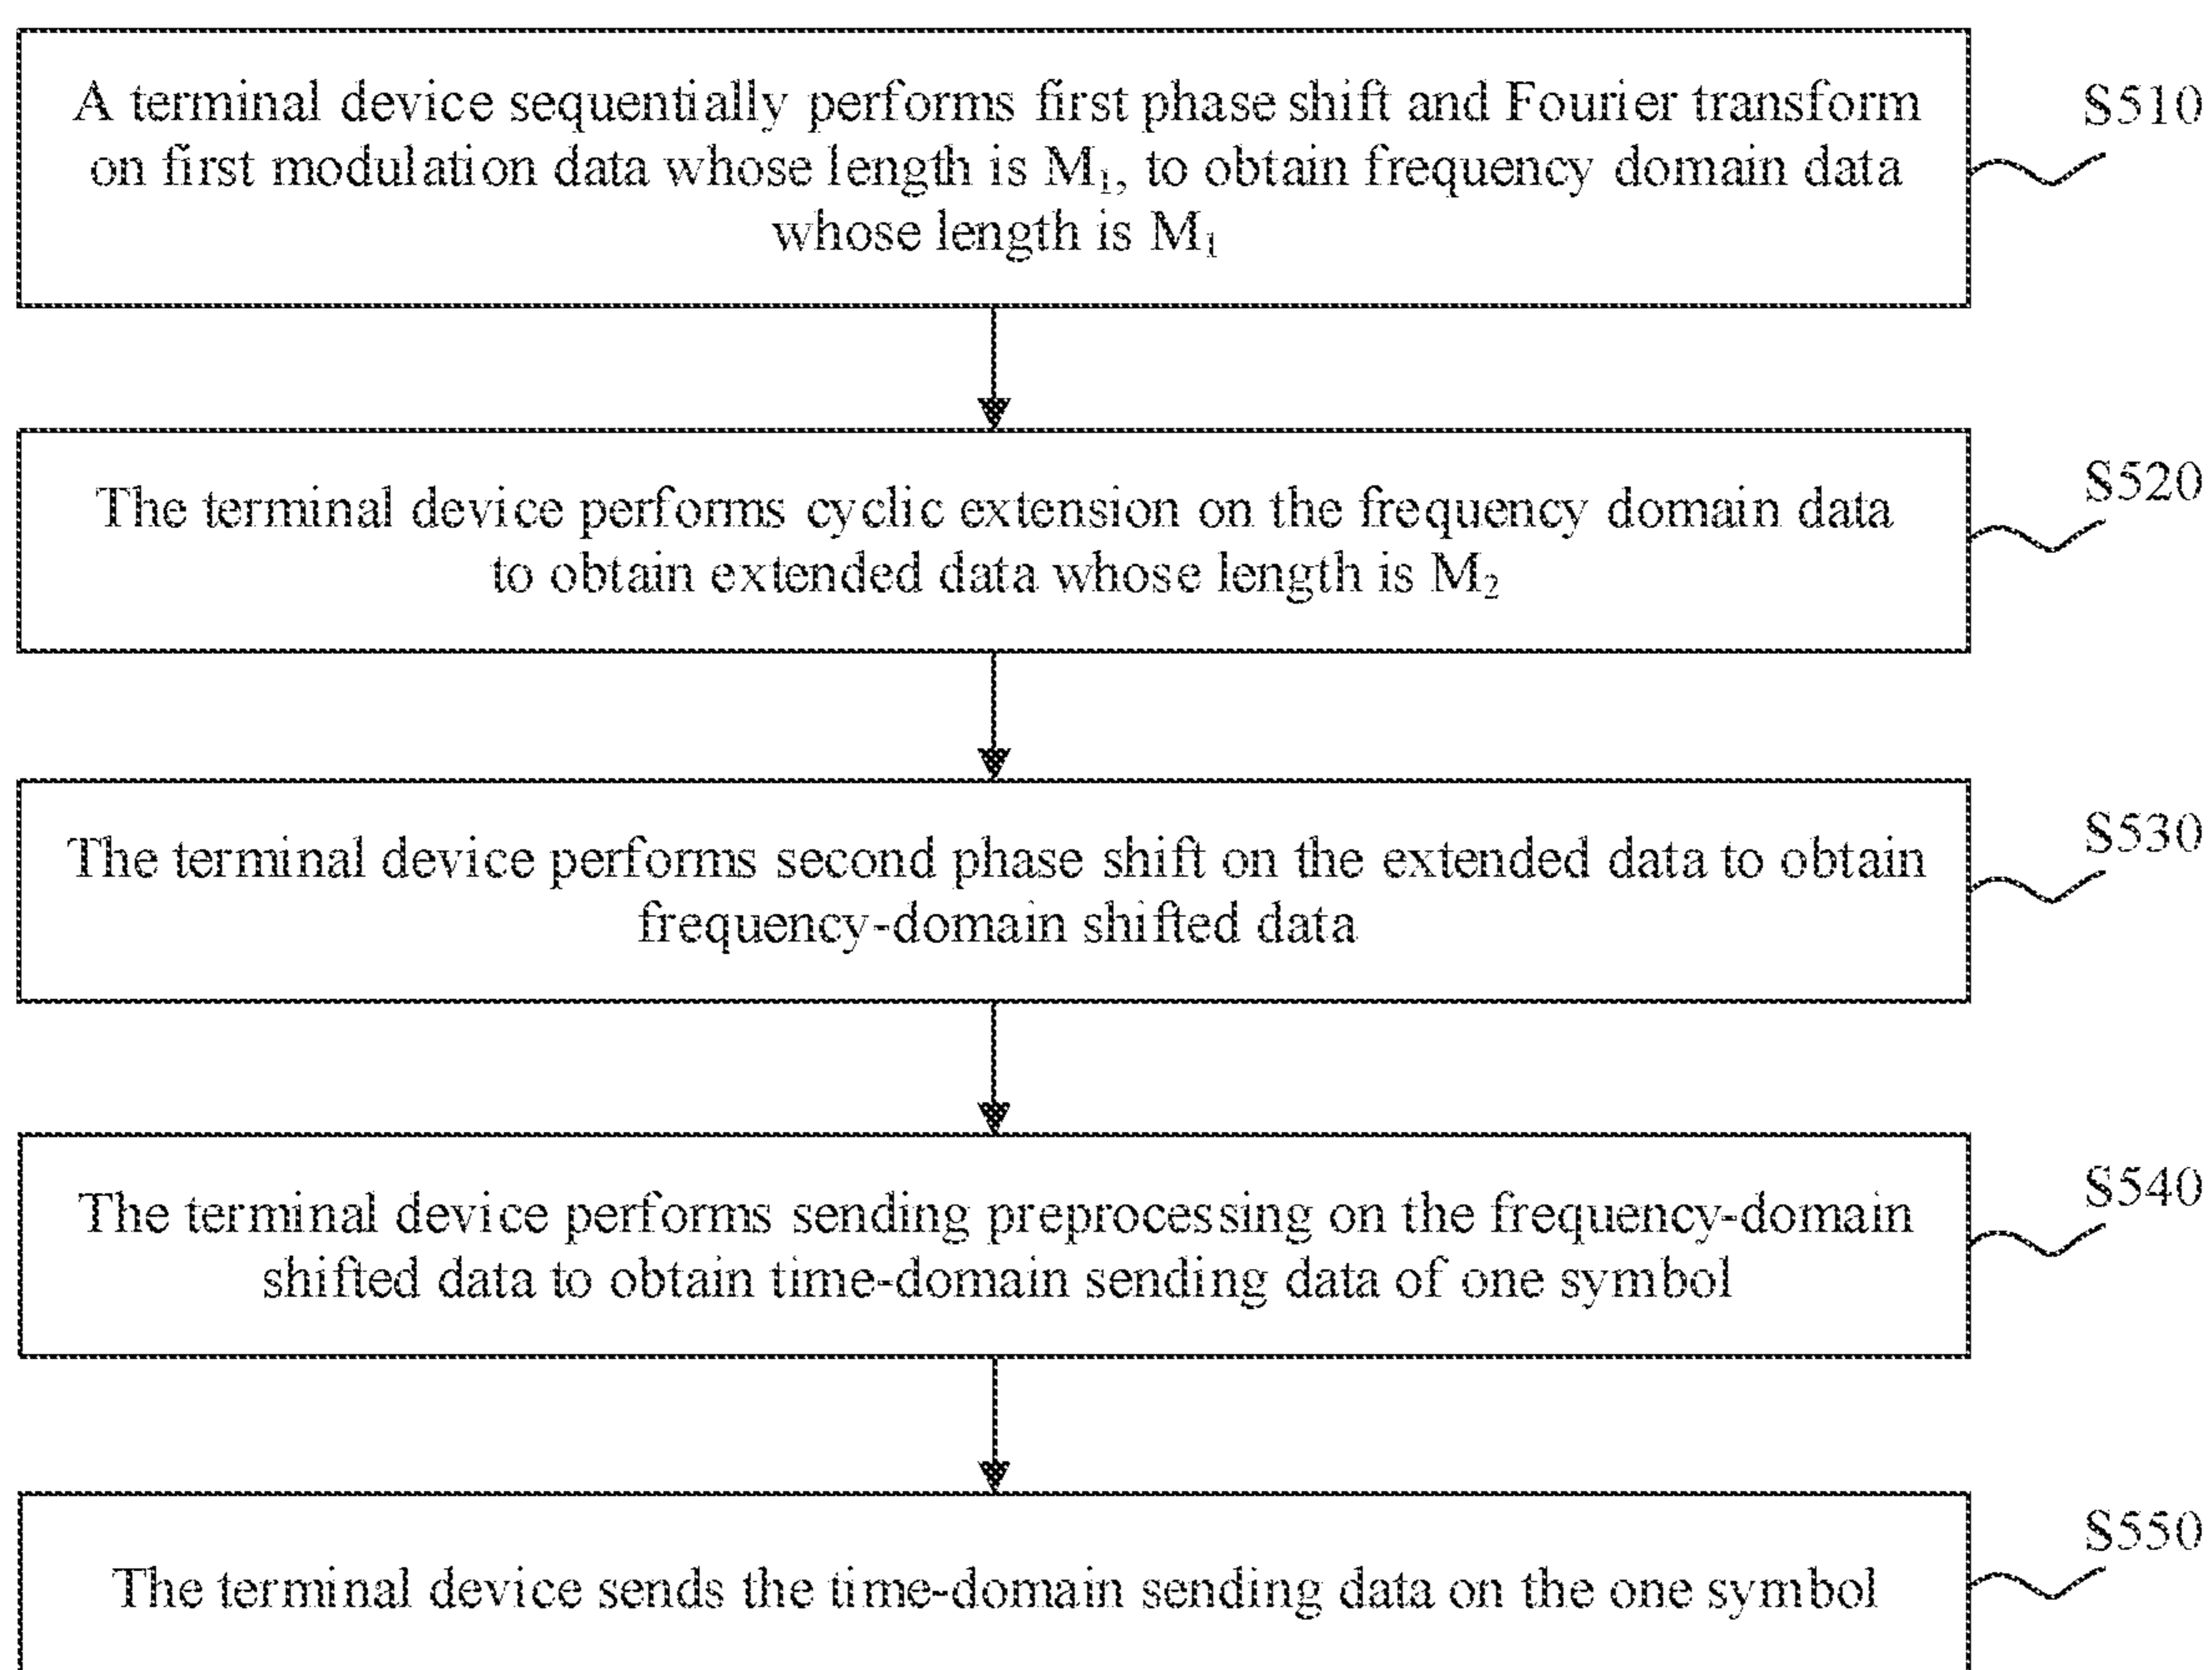 A terminal device sequentially performs first phase shift and Fourier transform
on first modulation data whose length is M₁, to obtain frequency domain data
whose length is M₁
S510
The terminal device performs cyclic extension on the frequency domain data
to obtain extended data whose length is M₂
S520
The terminal device performs second phase shift on the extended data to obtain
frequency-domain shifted data
S530
The terminal device performs sending preprocessing on the frequency-domain
shifted data to obtain time-domain sending data of one symbol
S540
The terminal device sends the time-domain sending data on the one symbol
S550